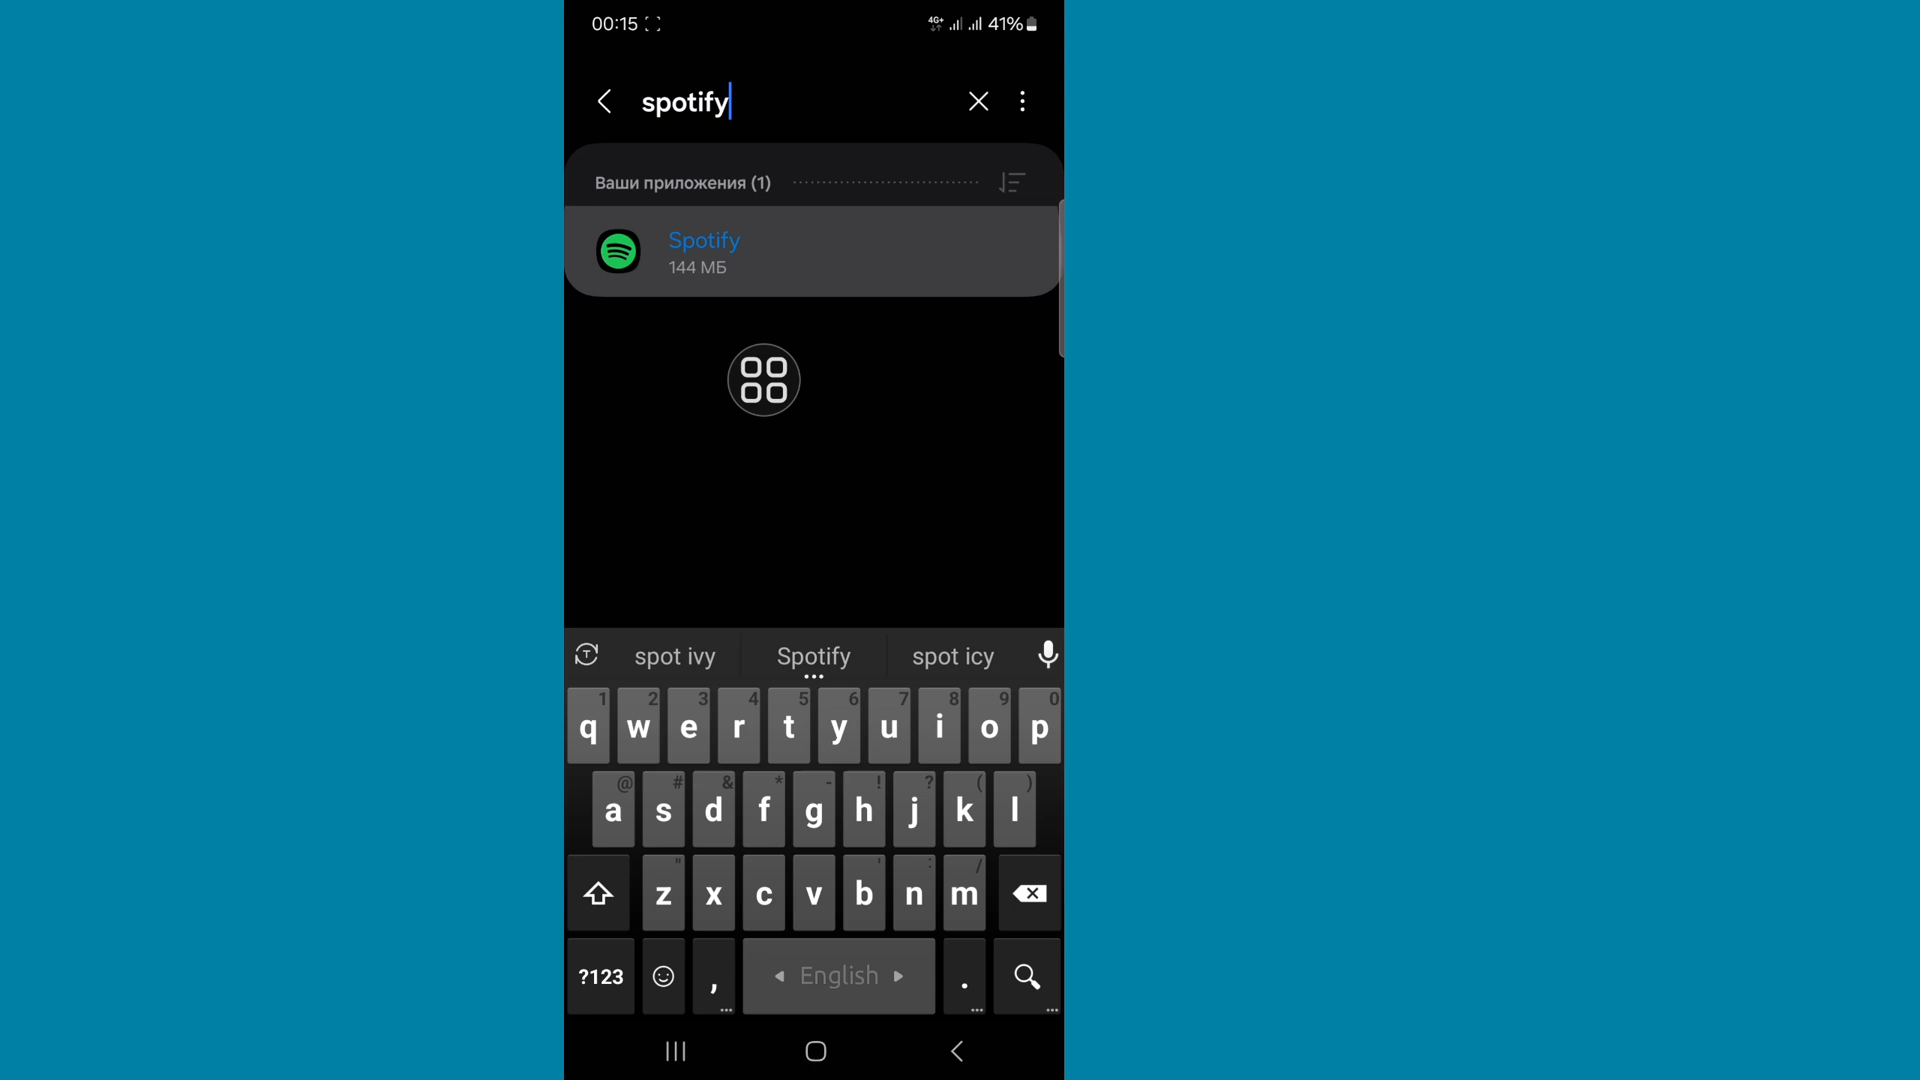 00:15 4G+ 41%
spotify
Ваши приложения (1)
Spotify
144 МБ
spot ivy Spotify spot icy
1 2 3 4 5 6 7 8 9 0
q w e r t y u i o p
@ # & * - ! ? ( )
a s d f g h j k l
" ' : /
z x c v b n m
?123 , English .